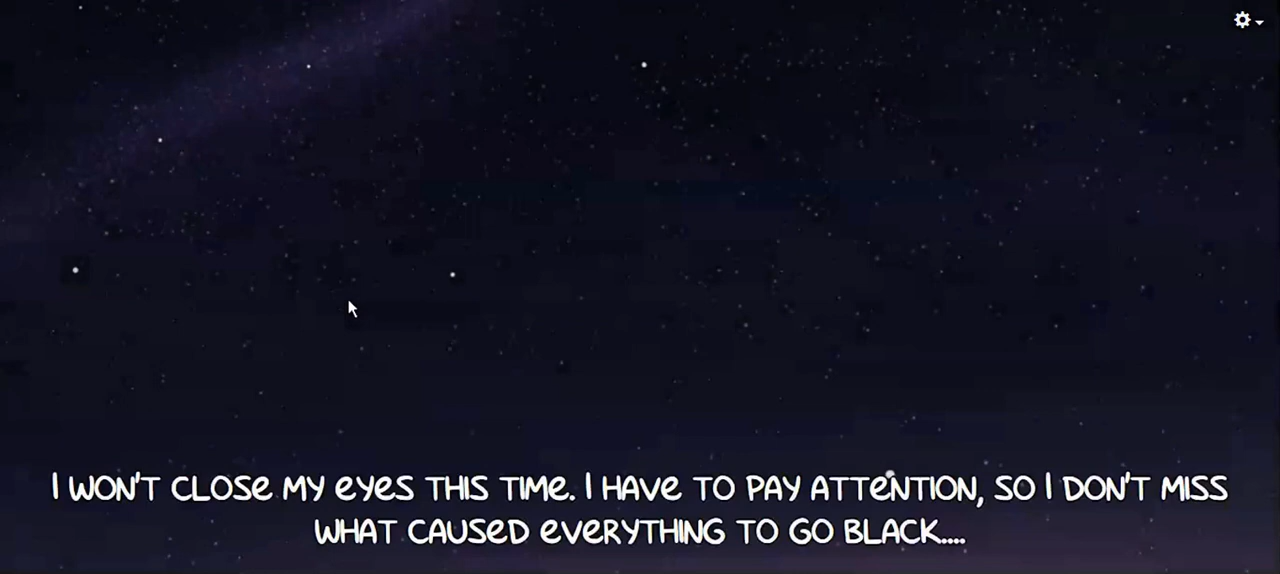 I WON'T CLOSE MY EYES THIS TIME. I HAVE TO PAY ATTENTION, SO I DON'T MISS
WHAT CAUSED EVERYTHING TO GO BLACK....